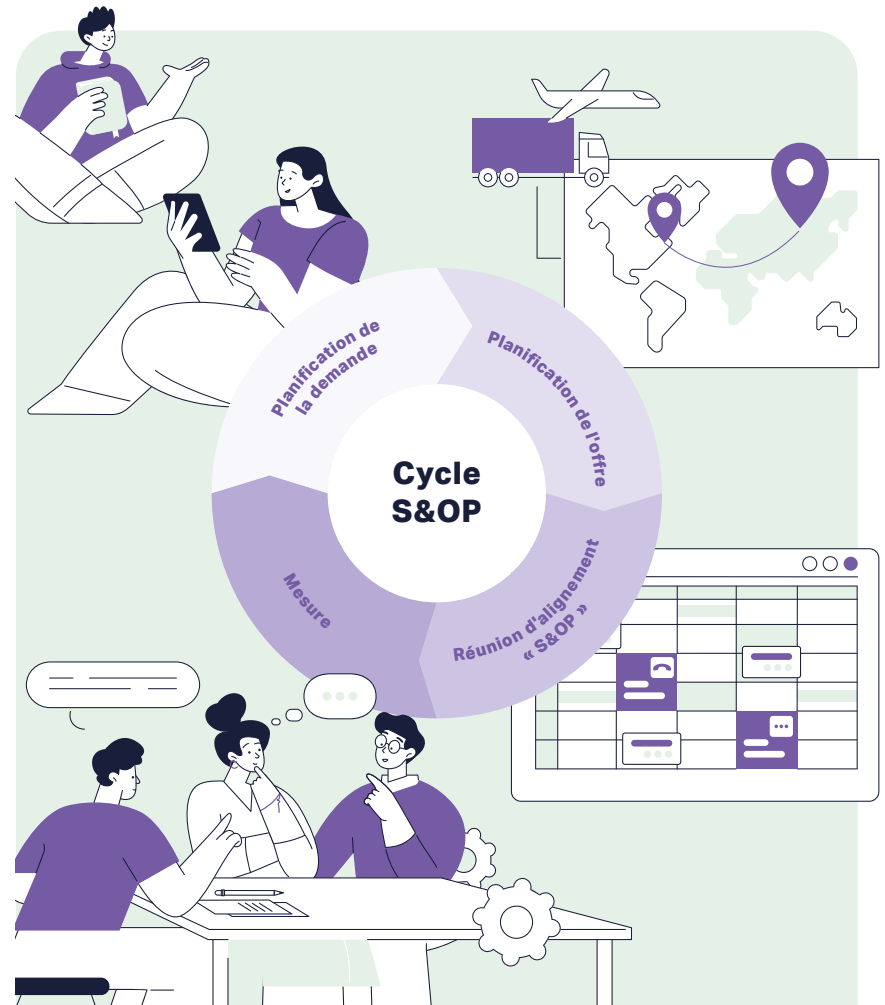 Planification de
la demande
Planification de l'offre
Cycle
S&OP
Mesure
Réunion d'alignement
« S&OP »